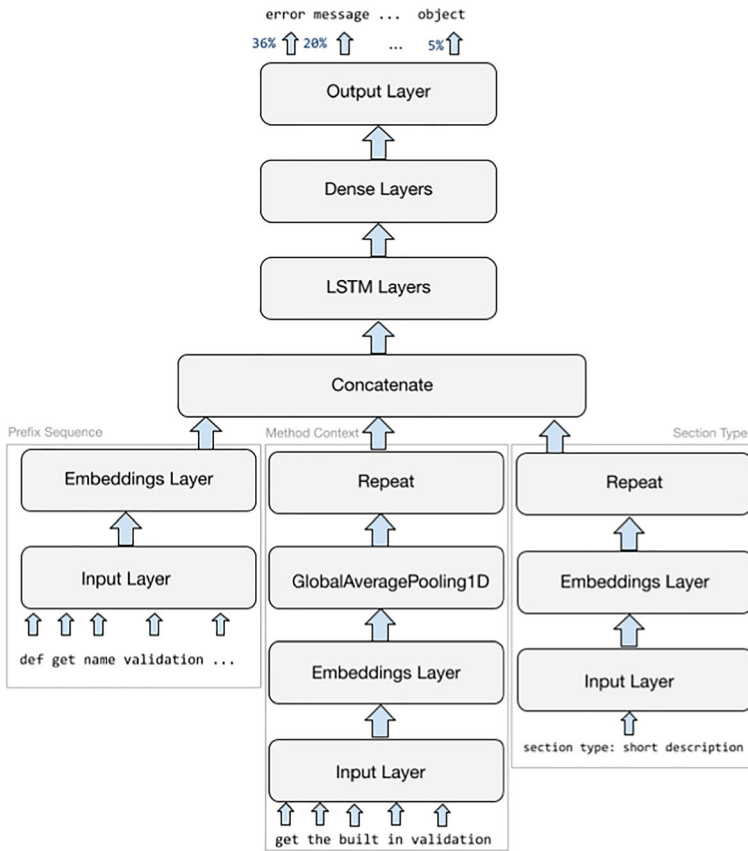 error message ... object
36% 20% ... 5%
Output Layer
Dense Layers
LSTM Layers
Concatenate
Prefix Sequence
Embeddings Layer
Input Layer
def get name validation ...
Method Context
Repeat
GlobalAveragePooling1D
Embeddings Layer
Input Layer
get the built in validation
Section Type
Repeat
Embeddings Layer
Input Layer
section type: short description